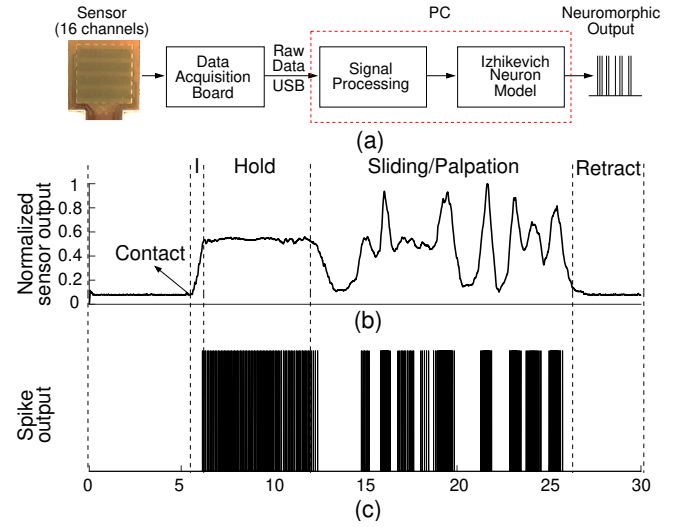 Sensor
(16 channels)
PC
Neuromorphic
Output
Data
Acquisition
Board
Raw
Data
USB
Signal
Processing
Izhikevich
Neuron
Model
(a)
I
Hold
Sliding/Palpation
Retract
Normalized
sensor output
1
0.8
0.6
0.4
0.2
0
Contact
(b)
Spike
output
0
5
10
15
20
25
30
(c)